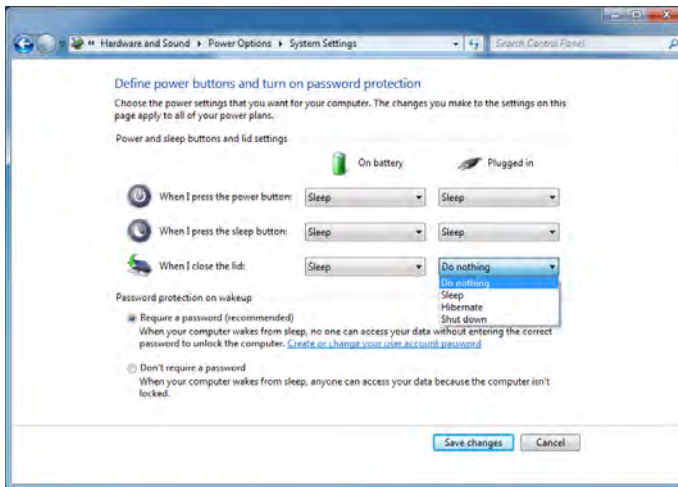 « Hardware and Sound ▸ Power Options ▸ System Settings
Search Control Panel
Define power buttons and turn on password protection
Choose the power settings that you want for your computer. The changes you make to the settings on this
page apply to all of your power plans.
Power and sleep buttons and lid settings
On battery Plugged in
When I press the power button: Sleep Sleep
When I press the sleep button: Sleep Sleep
When I close the lid: Sleep Do nothing
Do nothing
Sleep
Hibernate
Shut down
Password protection on wakeup
Require a password (recommended)
When your computer wakes from sleep, no one can access your data without entering the correct
password to unlock the computer. Create or change your user account password
Don't require a password
When your computer wakes from sleep, anyone can access your data because the computer isn't
locked.
Save changes Cancel